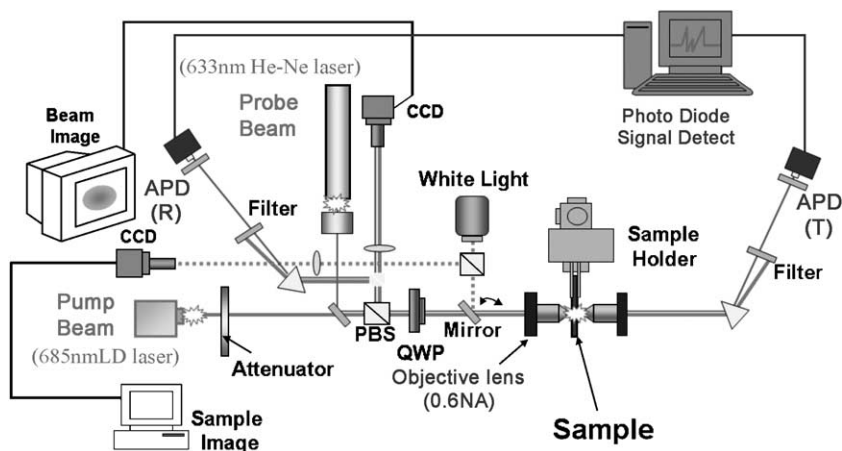 (633nm He-Ne laser)
Probe
Beam
CCD
Photo Diode
Signal Detect
Beam
Image
APD
(R)
Filter
White Light
Sample
Holder
APD
(T)
Filter
CCD
Pump
Beam
(685nmLD laser)
Attenuator
PBS
QWP
Mirror
Objective lens
(0.6NA)
Sample
Sample
Image